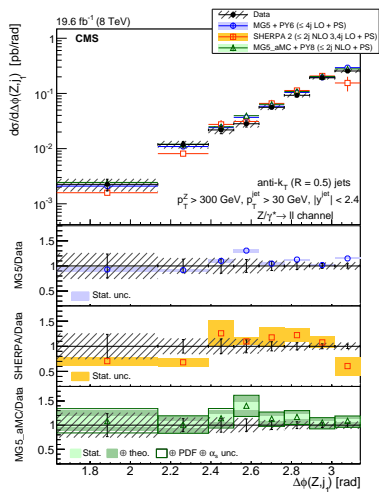 19.6 fb⁻¹ (8 TeV)
dσ/dΔϕ(Z,j₁) [pb/rad]
CMS
Data
MG5 + PY6 (≤ 4j LO + PS)
SHERPA 2 (≤ 2j NLO 3,4j LO + PS)
MG5_aMC + PY8 (≤ 2j NLO + PS)
1
10⁻¹
10⁻²
10⁻³
anti-k_T (R = 0.5) jets
p_T^Z > 300 GeV, p_T^jet > 30 GeV, |y^jet| < 2.4
Z/γ*→ ll channel
MG5/Data
1.5
1
0.5
Stat. unc.
SHERPA/Data
1.5
1
0.5
Stat. unc.
MG5_aMC/Data
1.5
1
0.5
Stat. ⊕ theo. ⊕ PDF ⊕ αₛ unc.
1.8 2 2.2 2.4 2.6 2.8 3
Δϕ(Z,j₁) [rad]